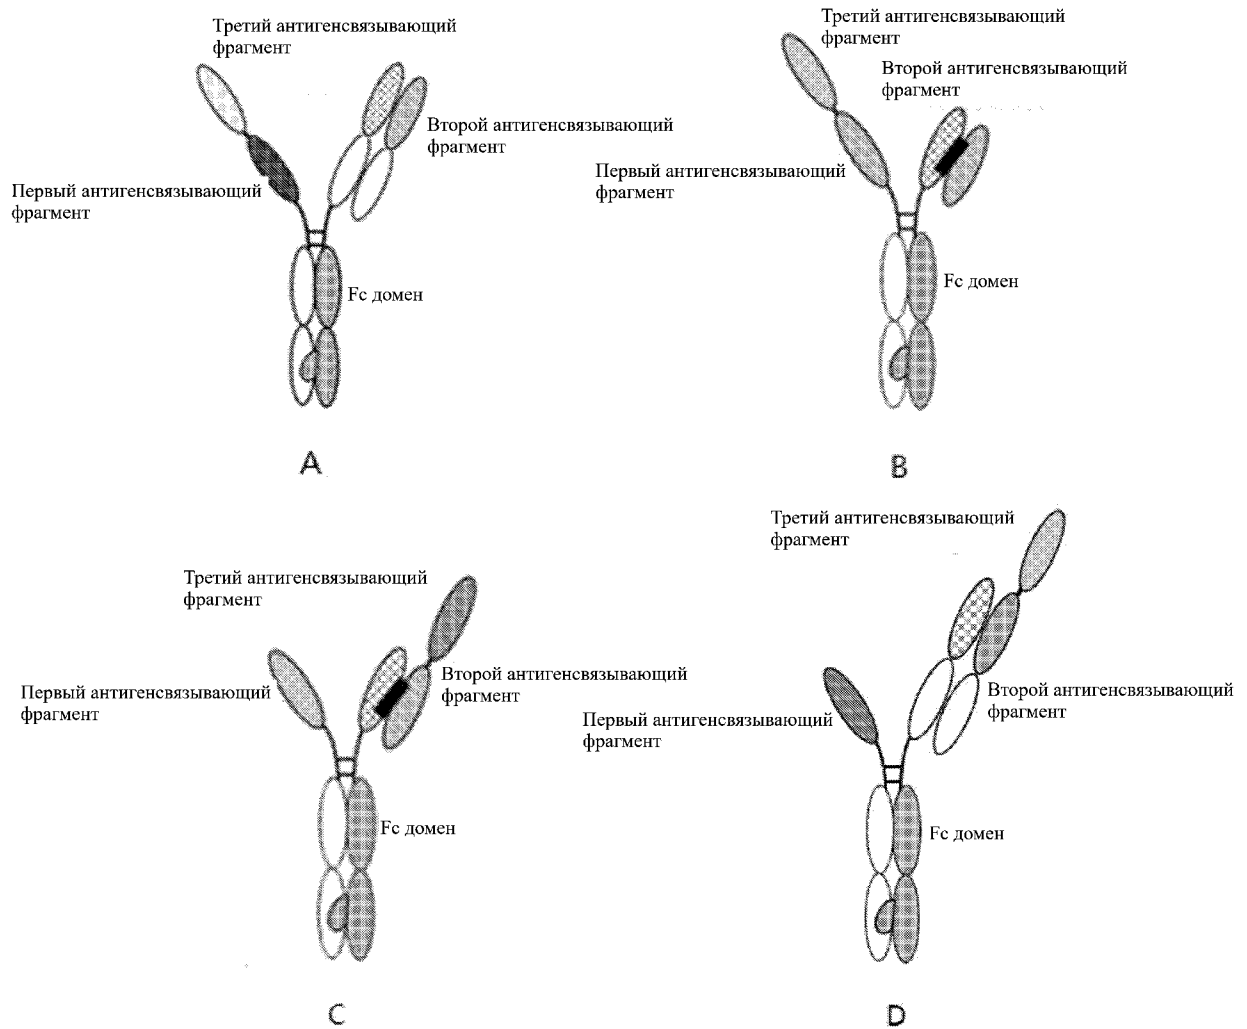 Третий антигенсвязывающий
фрагмент
Второй антигенсвязывающий
фрагмент
Первый антигенсвязывающий
фрагмент
Fc домен
A
Третий антигенсвязывающий
фрагмент
Второй антигенсвязывающий
фрагмент
Первый антигенсвязывающий
фрагмент
Fc домен
B
Третий антигенсвязывающий
фрагмент
Второй антигенсвязывающий
фрагмент
Первый антигенсвязывающий
фрагмент
Fc домен
C
Третий антигенсвязывающий
фрагмент
Второй антигенсвязывающий
фрагмент
Первый антигенсвязывающий
фрагмент
Fc домен
D